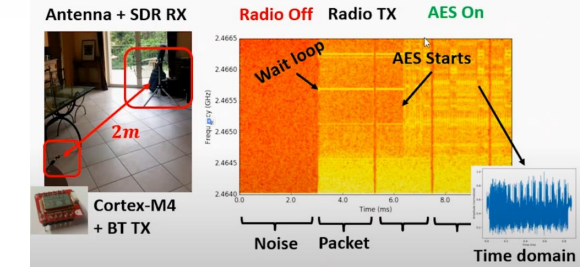 Antenna + SDR RX
Radio Off
Radio TX
AES On
2m
Cortex-M4
+ BT TX
2.4665
2.4660
2.4655
2.4650
2.4645
2.4640
Frequency (GHz)
Wait loop
AES Starts
0.0
2.0
4.0
6.0
8.0
Time (ms)
Noise
Packet
Time domain